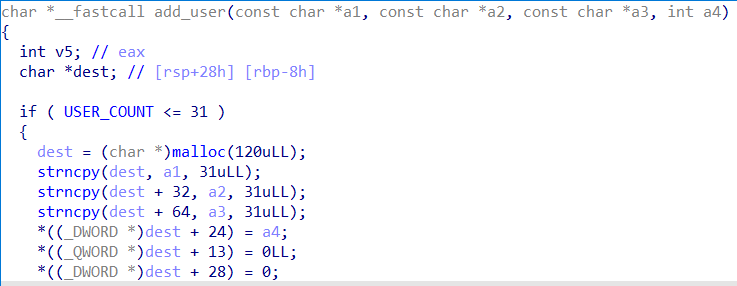 char *__fastcall add_user(const char *a1, const char *a2, const char *a3, int a4)
{
  int v5; // eax
  char *dest; // [rsp+28h] [rbp-8h]

  if ( USER_COUNT <= 31 )
  {
    dest = (char *)malloc(120uLL);
    strncpy(dest, a1, 31uLL);
    strncpy(dest + 32, a2, 31uLL);
    strncpy(dest + 64, a3, 31uLL);
    *((_DWORD *)dest + 24) = a4;
    *((_QWORD *)dest + 13) = 0LL;
    *((_DWORD *)dest + 28) = 0;